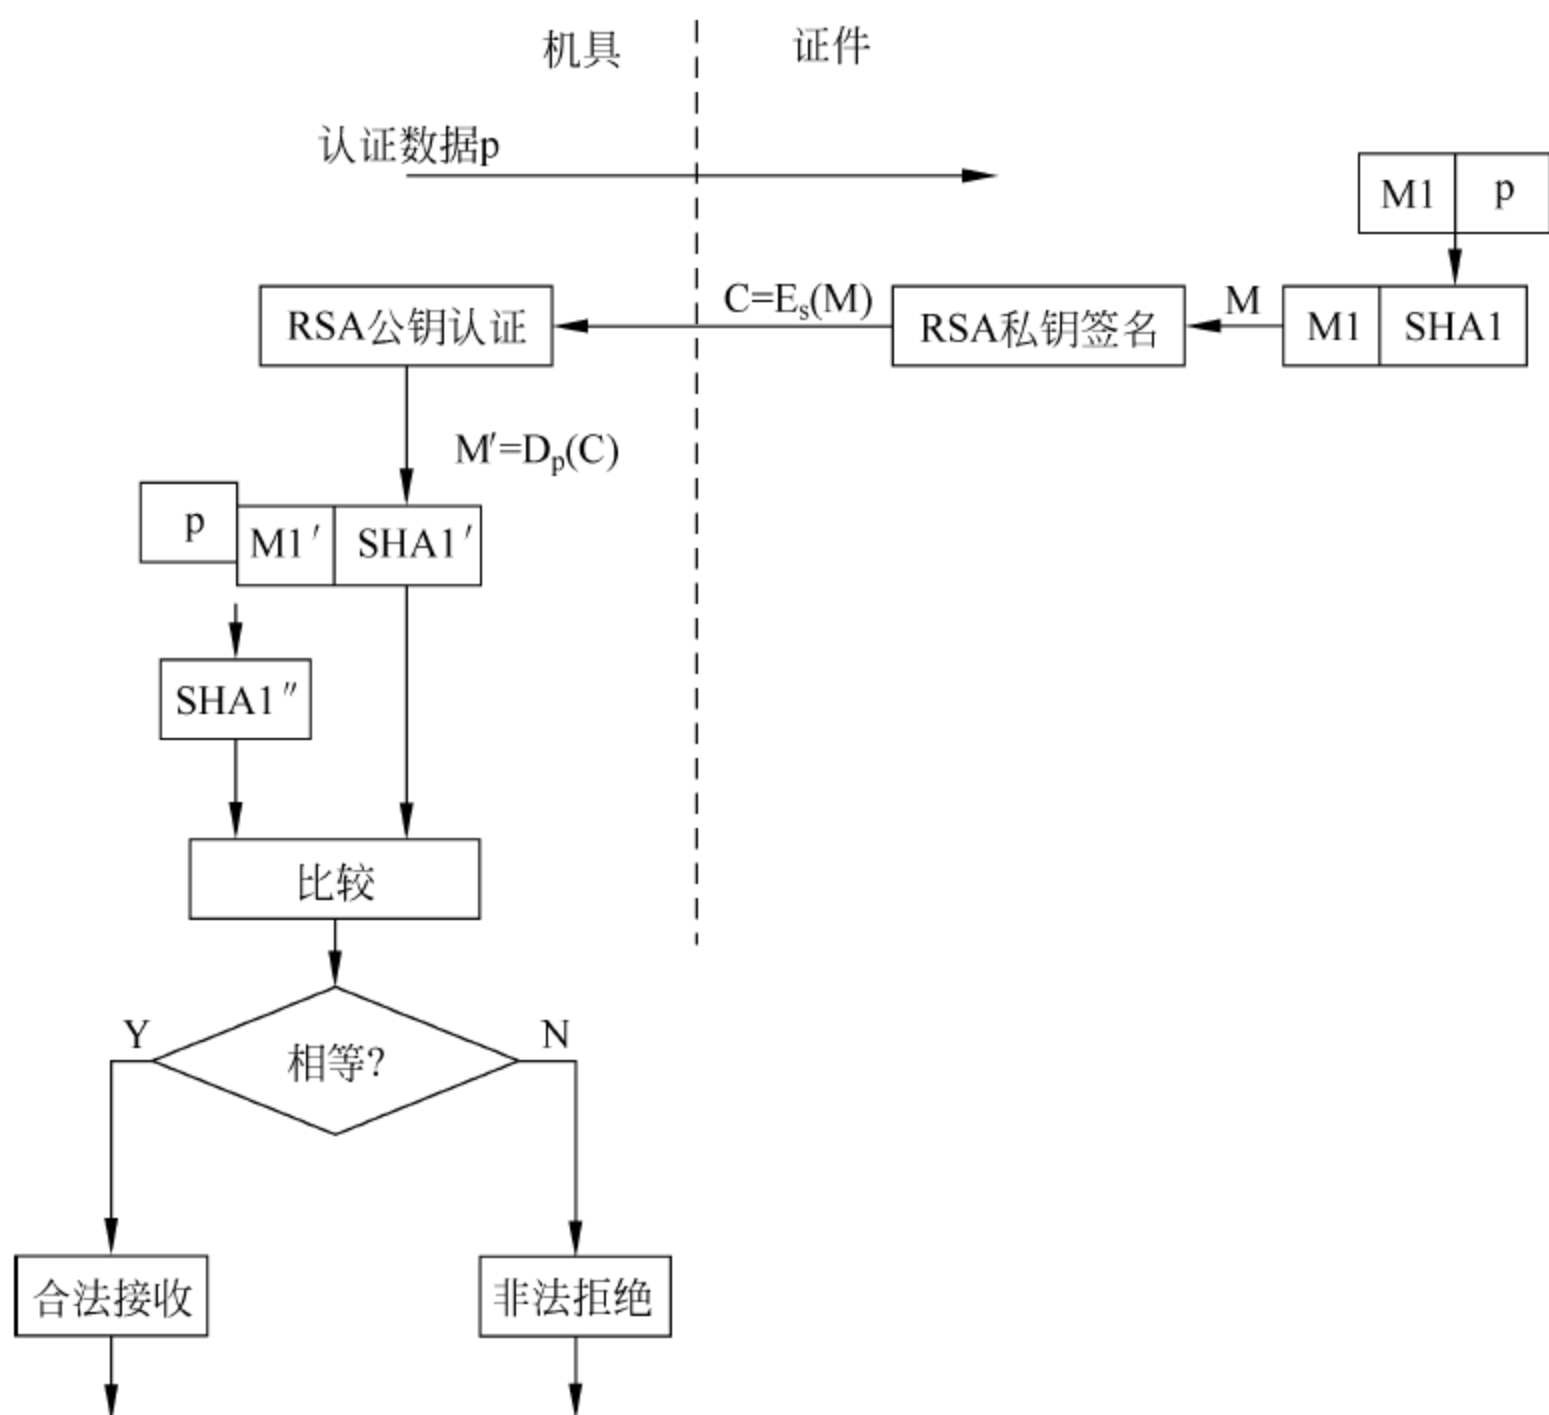 机具 证件
认证数据p
M1 p
RSA公钥认证 C=Es(M) RSA私钥签名 M M1 SHA1
M′=Dp(C)
p M1′ SHA1′
SHA1″
比较
Y 相等? N
合法接收 非法拒绝